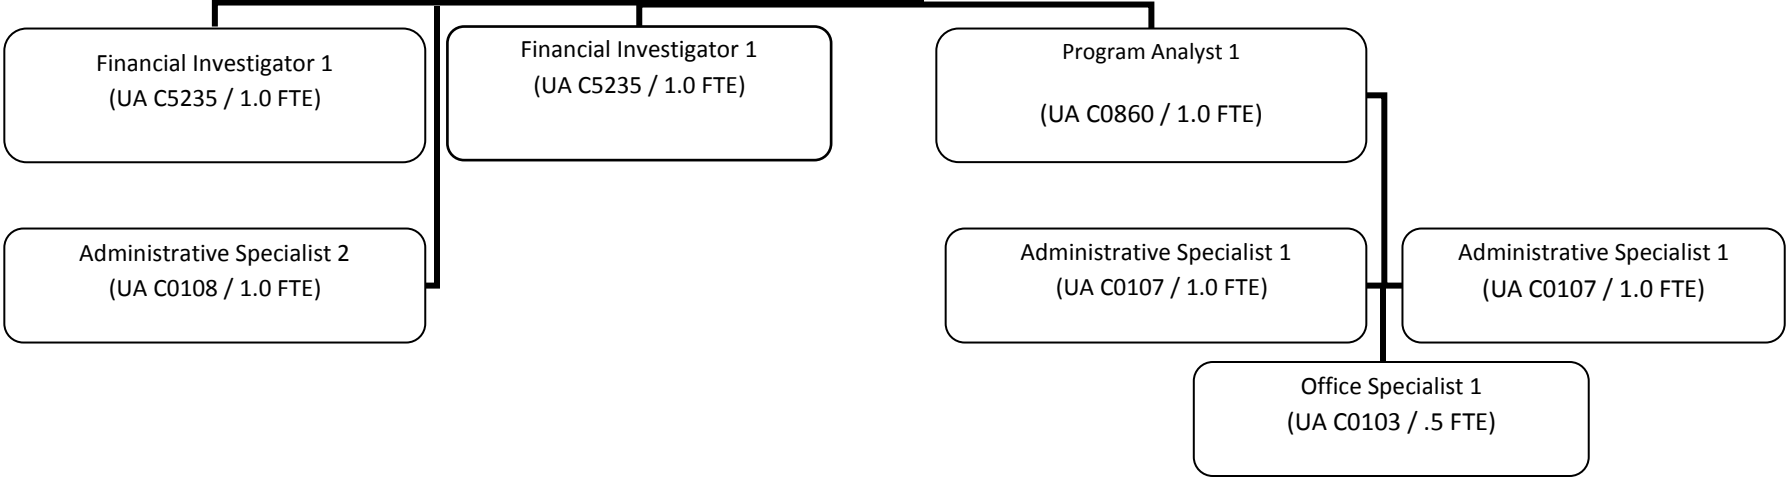 Financial Investigator 1
(UA C5235 / 1.0 FTE)
Financial Investigator 1
(UA C5235 / 1.0 FTE)
Program Analyst 1
(UA C0860 / 1.0 FTE)
Administrative Specialist 2
(UA C0108 / 1.0 FTE)
Administrative Specialist 1
(UA C0107 / 1.0 FTE)
Administrative Specialist 1
(UA C0107 / 1.0 FTE)
Office Specialist 1
(UA C0103 / .5 FTE)